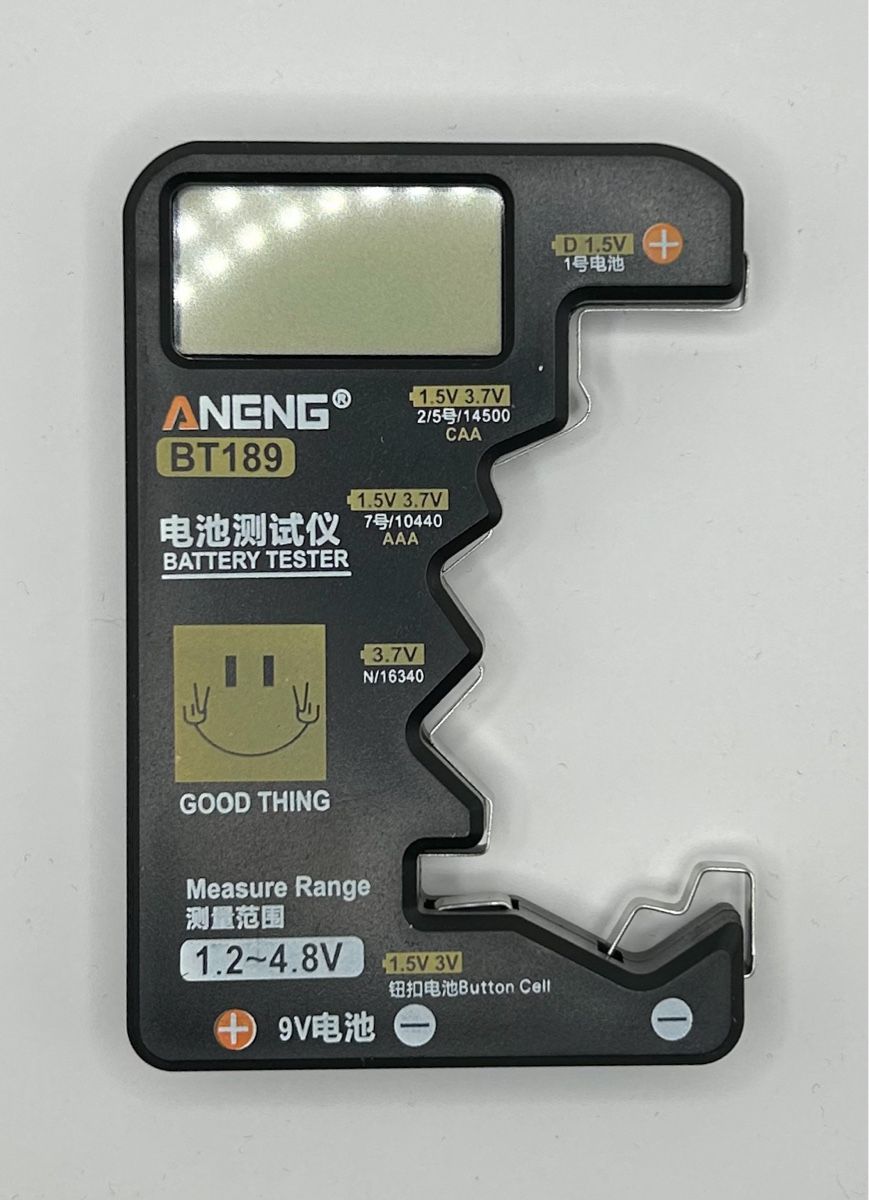 D 1.5V
1号电池
+
ANENG®
BT189
1.5V 3.7V
2/5号/14500
CAA
1.5V 3.7V
7号/10440
AAA
电池测试仪
BATTERY TESTER
3.7V
N/16340
GOOD THING
Measure Range
测量范围
1.2~4.8V
1.5V 3V
钮扣电池Button Cell
+ 9V电池 −
−